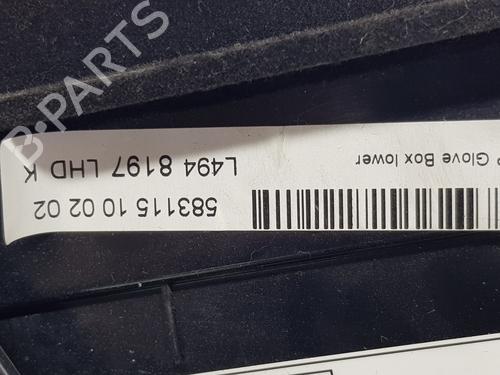 Glove Box lower
L494 8197 LHD K
583115 10 02 02
B-PARTS